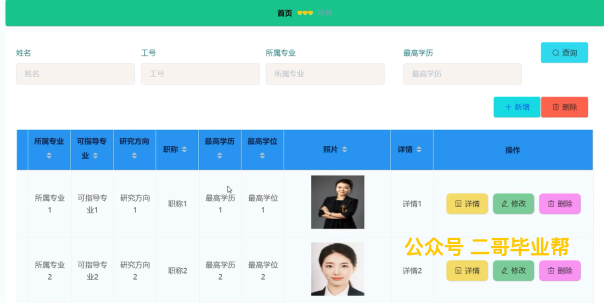 首页
姓名 工号 所属专业 最高学历
姓名 工号 所属专业 最高学历 查询
新增 删除
所属专业 可指导专业 研究方向 职称 最高学历 最高学位 照片 详情 操作
所属专业1 可指导专业1 研究方向1 职称1 最高学历1 最高学位1 详情1 详情 修改 删除
公众号 二哥毕业帮
所属专业2 可指导专业2 研究方向2 职称2 最高学历2 最高学位2 详情2 详情 修改 删除